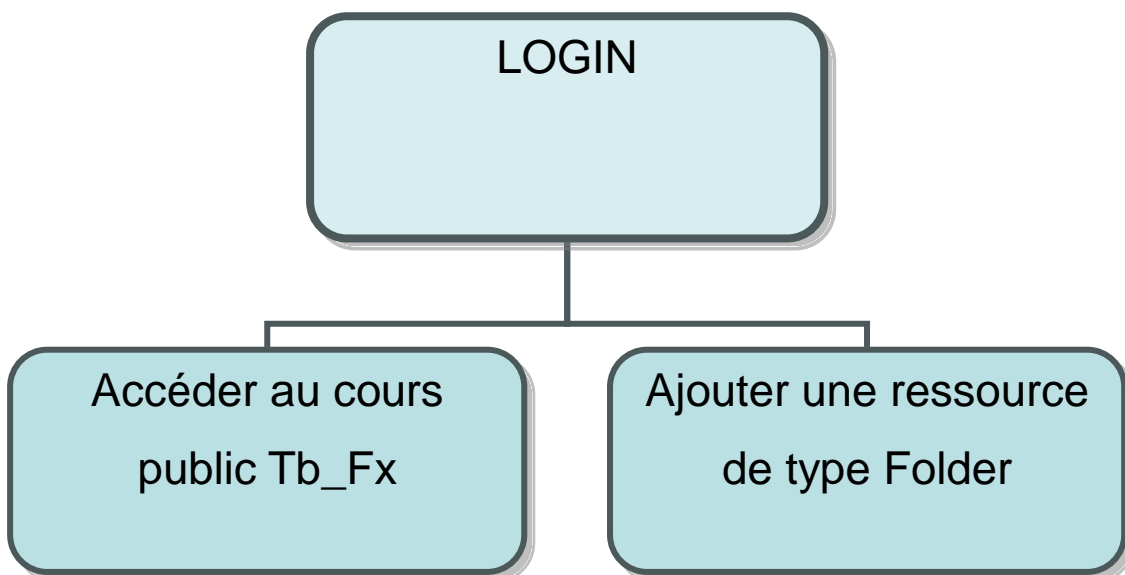 LOGIN
Accéder au cours
public Tb_Fx
Ajouter une ressource
de type Folder